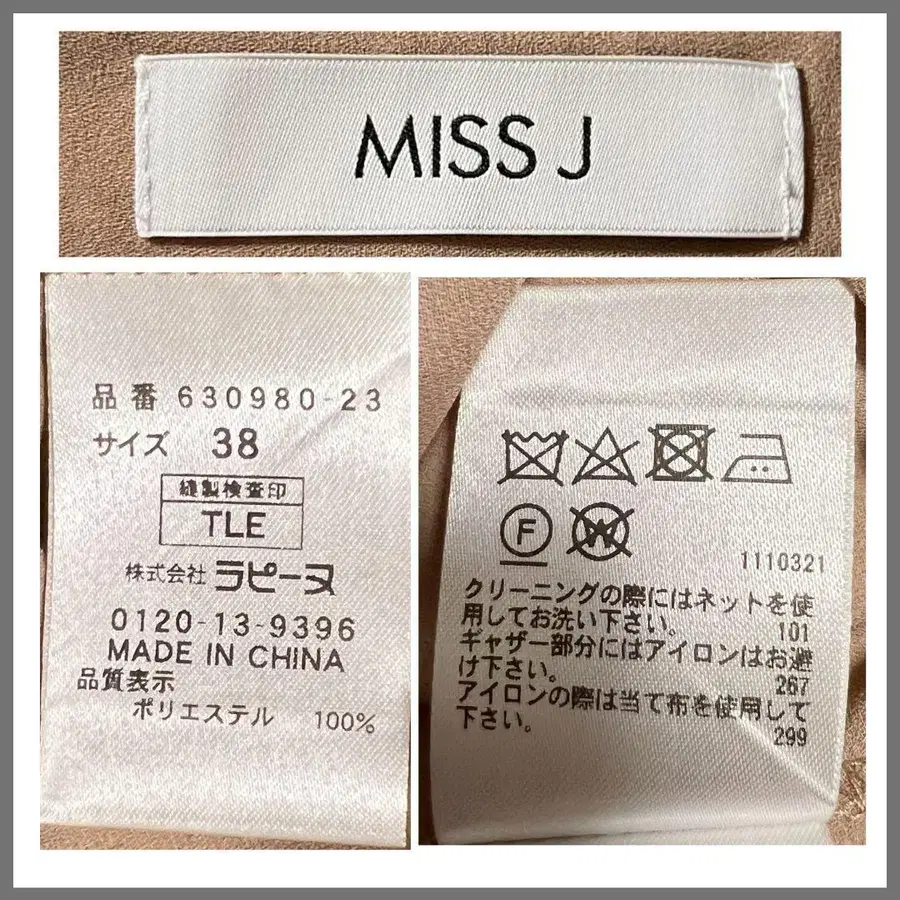 MISS J
品番 630980-23
サイズ 38
縫製検査印
TLE
株式会社 ラピーヌ
0120-13-9396
MADE IN CHINA
品質表示
ポリエステル 100%
F
W
1110321
クリーニングの際にはネットを使
用してお洗い下さい。 101
ギャザー部分にはアイロンはお避
け下さい。 267
アイロンの際は当て布を使用して
下さい。 299